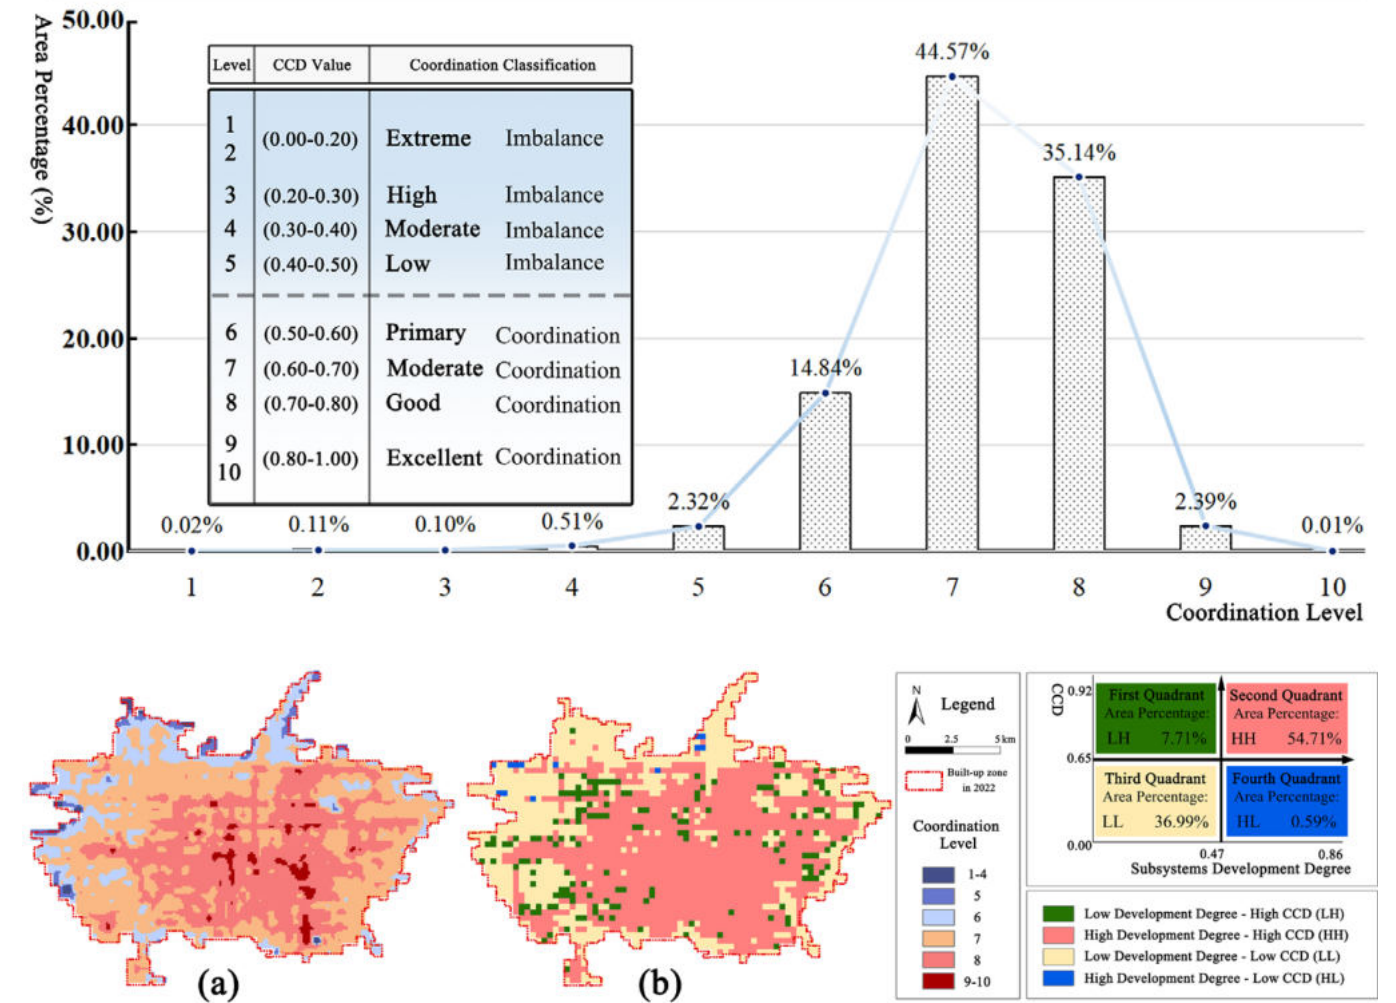 Area Percentage (%)
50.00
40.00
30.00
20.00
10.00
0.00
Level CCD Value Coordination Classification
1
2
(0.00-0.20) Extreme Imbalance
3 (0.20-0.30) High Imbalance
4 (0.30-0.40) Moderate Imbalance
5 (0.40-0.50) Low Imbalance
6 (0.50-0.60) Primary Coordination
7 (0.60-0.70) Moderate Coordination
8 (0.70-0.80) Good Coordination
9
10
(0.80-1.00) Excellent Coordination
0.02% 0.11% 0.10% 0.51% 2.32% 14.84% 44.57% 35.14% 2.39% 0.01%
1 2 3 4 5 6 7 8 9 10
Coordination Level
(a)
(b)
N
Legend
0 2.5 5 km
Built-up zone
in 2022
Coordination
Level
1-4
5
6
7
8
9-10
CCD
0.92
0.65
0.00
First Quadrant
Area Percentage:
LH 7.71%
Second Quadrant
Area Percentage:
HH 54.71%
Third Quadrant
Area Percentage:
LL 36.99%
Fourth Quadrant
Area Percentage:
HL 0.59%
0.47 0.86
Subsystems Development Degree
Low Development Degree - High CCD (LH)
High Development Degree - High CCD (HH)
Low Development Degree - Low CCD (LL)
High Development Degree - Low CCD (HL)